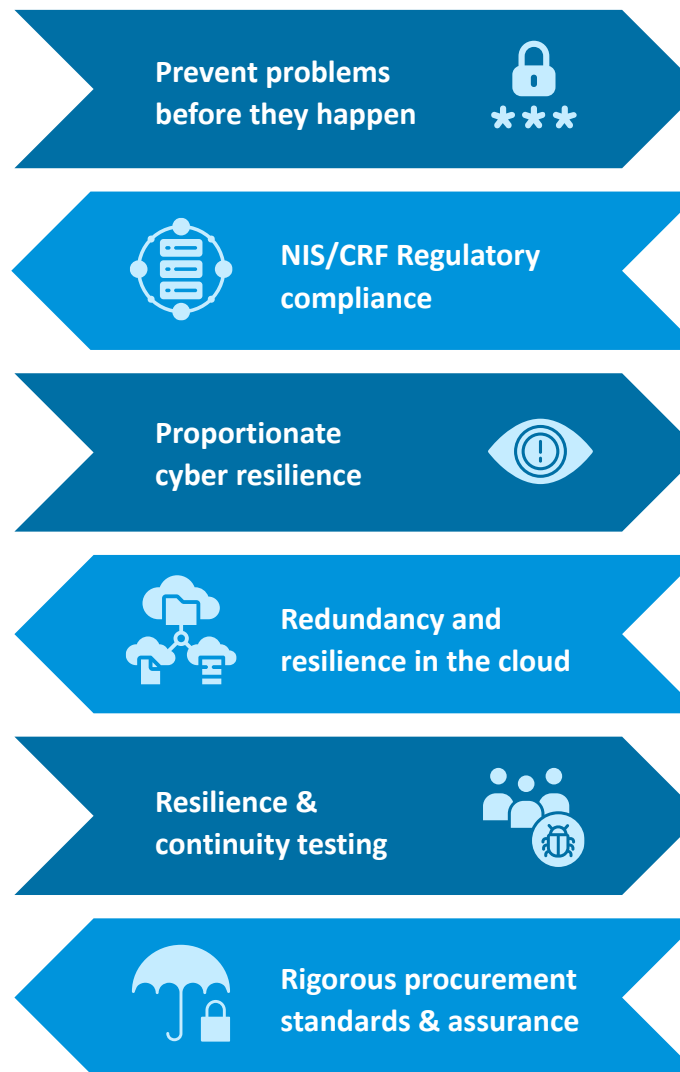 Prevent problems
before they happen
***
NIS/CRF Regulatory
compliance
Proportionate
cyber resilience
Redundancy and
resilience in the cloud
Resilience &
continuity testing
Rigorous procurement
standards & assurance